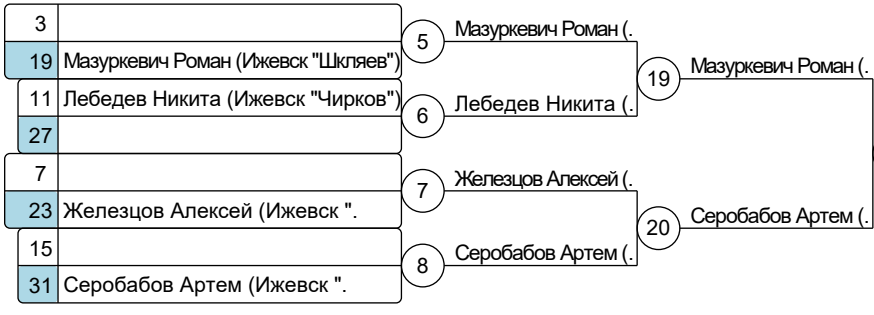 3
19 Мазуркевич Роман (Ижевск "Шкляев")
11 Лебедев Никита (Ижевск "Чирков")
27
7
23 Железцов Алексей (Ижевск ".
15
31 Серобабов Артем (Ижевск ".
5 Мазуркевич Роман (.
6 Лебедев Никита (.
7 Железцов Алексей (.
8 Серобабов Артем (.
19 Мазуркевич Роман (.
20 Серобабов Артем (.